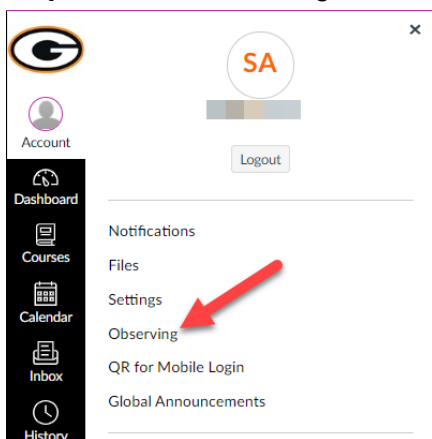 ×
SA
Logout
Account
Dashboard
Courses
Calendar
Inbox
History
Notifications
Files
Settings
Observing
QR for Mobile Login
Global Announcements
G